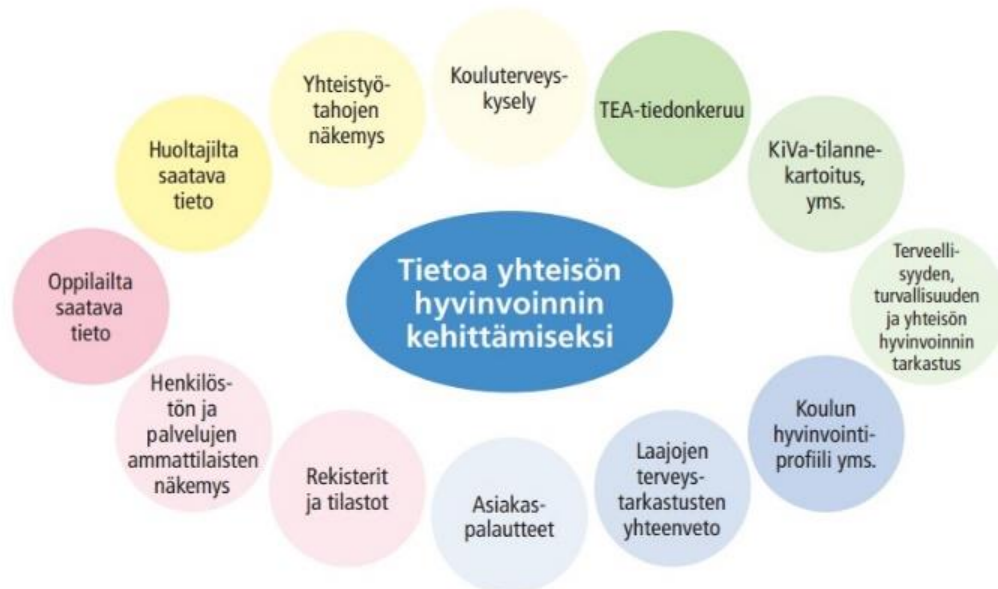 Kouluterveys-
kysely
TEA-tiedonkeruu
KiVa-tilanne-
kartoitus,
yms.
Terveelli-
syyden,
turvallisuuden
ja yhteisön
hyvinvoinnin
tarkastus
Koulun
hyvinvointi-
profiili yms.
Laajojen
terveys-
tarkastusten
yhteenveto
Asiakas-
palautteet
Rekisterit
ja tilastot
Henkilös-
tön ja
palvelujen
ammattilaisten
näkemys
Oppilailta
saatava
tieto
Huoltajilta
saatava
tieto
Yhteistyö-
tahojen
näkemys
Tietoa yhteisön
hyvinvoinnin
kehittämiseksi